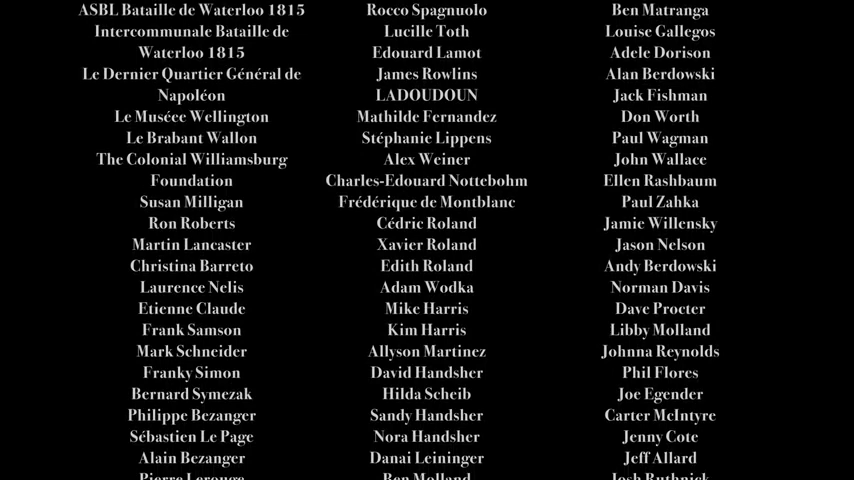 ASBL Bataille de Waterloo 1815
Intercommunale Bataille de
Waterloo 1815
Le Dernier Quartier Général de
Napoléon
Le Muséee Wellington
Le Brabant Wallon
The Colonial Williamsburg
Foundation
Susan Milligan
Ron Roberts
Martin Lancaster
Christina Barreto
Laurence Nelis
Etienne Claude
Frank Samson
Mark Schneider
Franky Simon
Bernard Symezak
Philippe Bezanger
Sébastien Le Page
Alain Bezanger
Pierre Lerouge
Rocco Spagnuolo
Lucille Toth
Edouard Lamot
James Rowlins
LADOUDOUN
Mathilde Fernandez
Stéphanie Lippens
Alex Weiner
Charles-Edouard Nottebohm
Frédérique de Montblanc
Cédric Roland
Xavier Roland
Edith Roland
Adam Wodka
Mike Harris
Kim Harris
Allyson Martinez
David Handsher
Hilda Scheib
Sandy Handsher
Nora Handsher
Danai Leininger
Ben Molland
Ben Matranga
Louise Gallegos
Adele Dorison
Alan Berdowski
Jack Fishman
Don Worth
Paul Wagman
John Wallace
Ellen Rashbaum
Paul Zahka
Jamie Willensky
Jason Nelson
Andy Berdowski
Norman Davis
Dave Procter
Libby Molland
Johnna Reynolds
Phil Flores
Joe Egender
Carter McIntyre
Jenny Cote
Jeff Allard
Josh Ruthnick